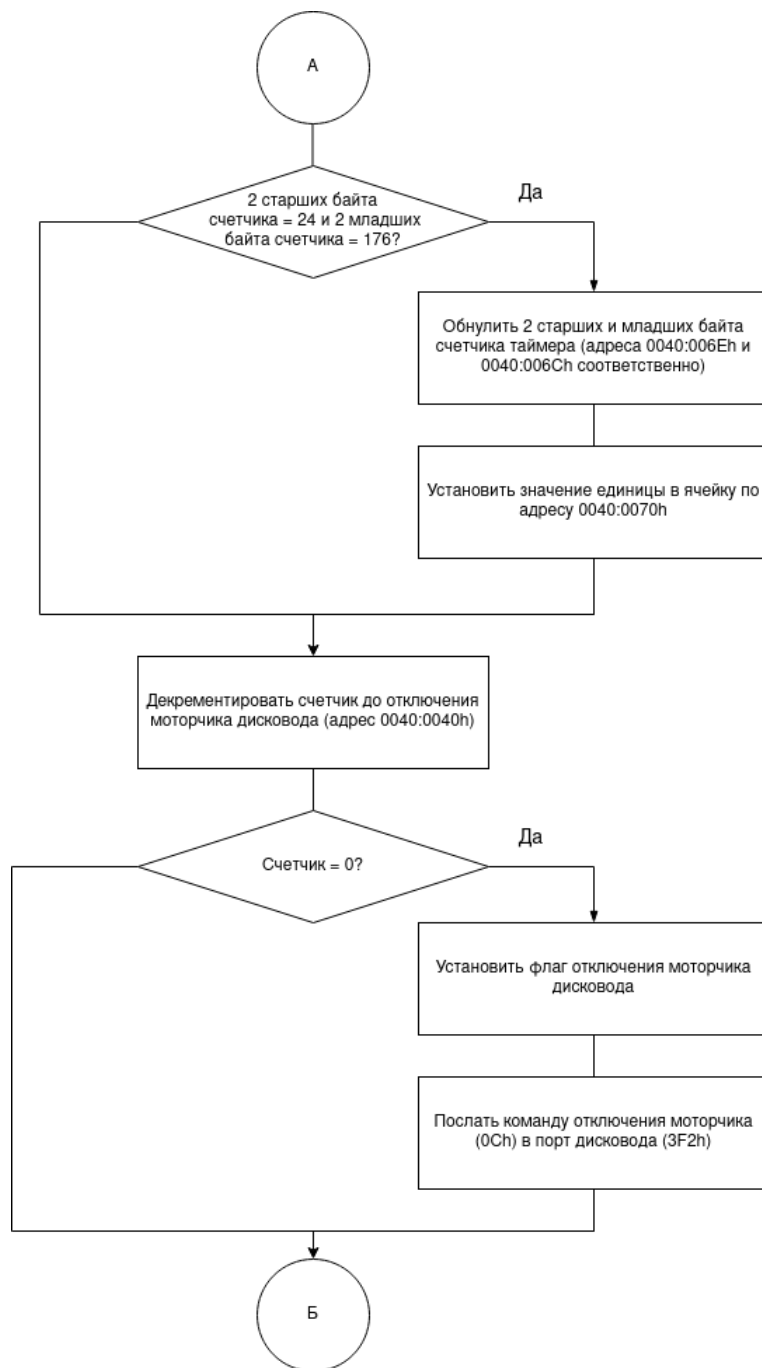 А
2 старших байта
счетчика = 24 и 2 младших
байта счетчика = 176?
Да
Обнулить 2 старших и младших байта
счетчика таймера (адреса 0040:006Eh и
0040:006Ch соответственно)
Установить значение единицы в ячейку по
адресу 0040:0070h
Декрементировать счетчик до отключения
моторчика дисковода (адрес 0040:0040h)
Счетчик = 0?
Да
Установить флаг отключения моторчика
дисковода
Послать команду отключения моторчика
(0Ch) в порт дисковода (3F2h)
Б